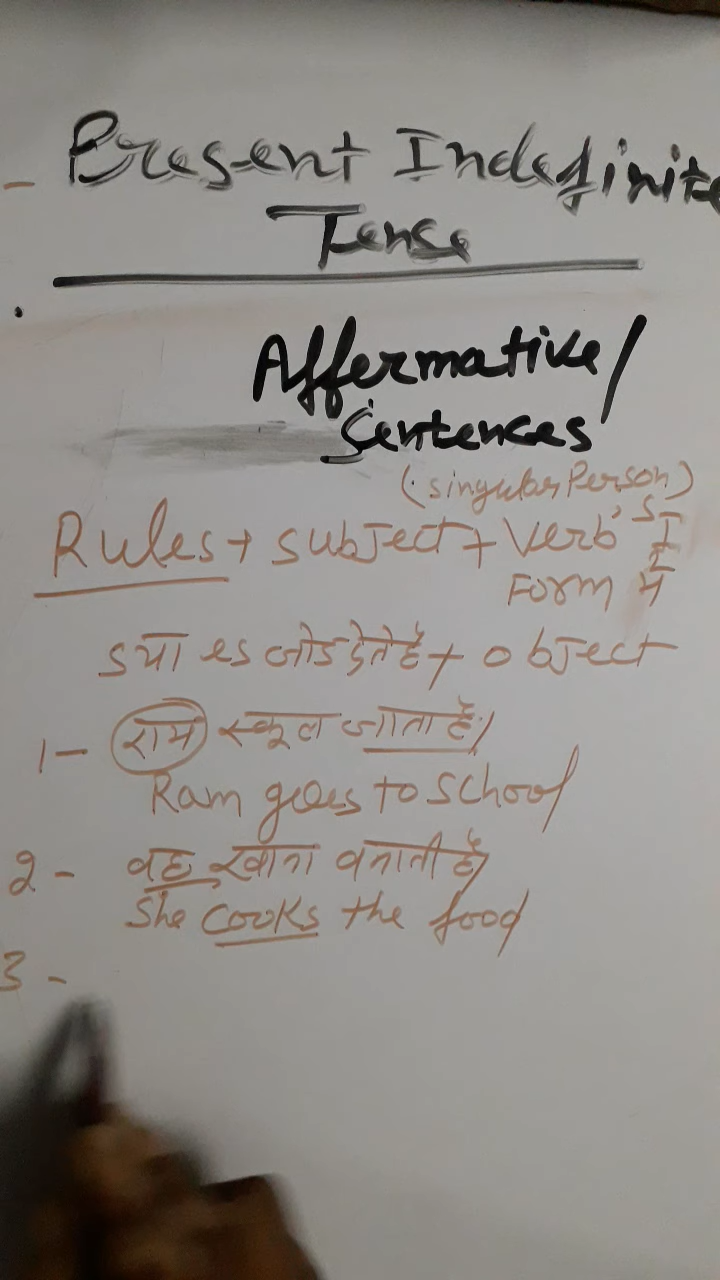 Present Indefinite
Tense
Affermative/
Sentences
(singular Person)
Rules + subject + Verb's I
Form में
s या es जोड देते हैं + object
1- राम स्कूल जाता है।
Ram goes to School
2- वह खाना बनाती है।
She cooks the food
3-